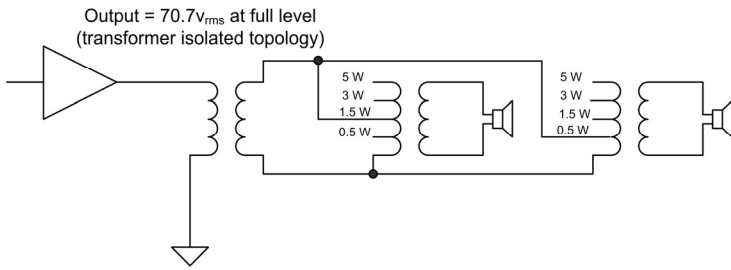 Output = 70.7vrms at full level
(transformer isolated topology)
5 W
3 W
1.5 W
0.5 W
5 W
3 W
1.5 W
0.5 W